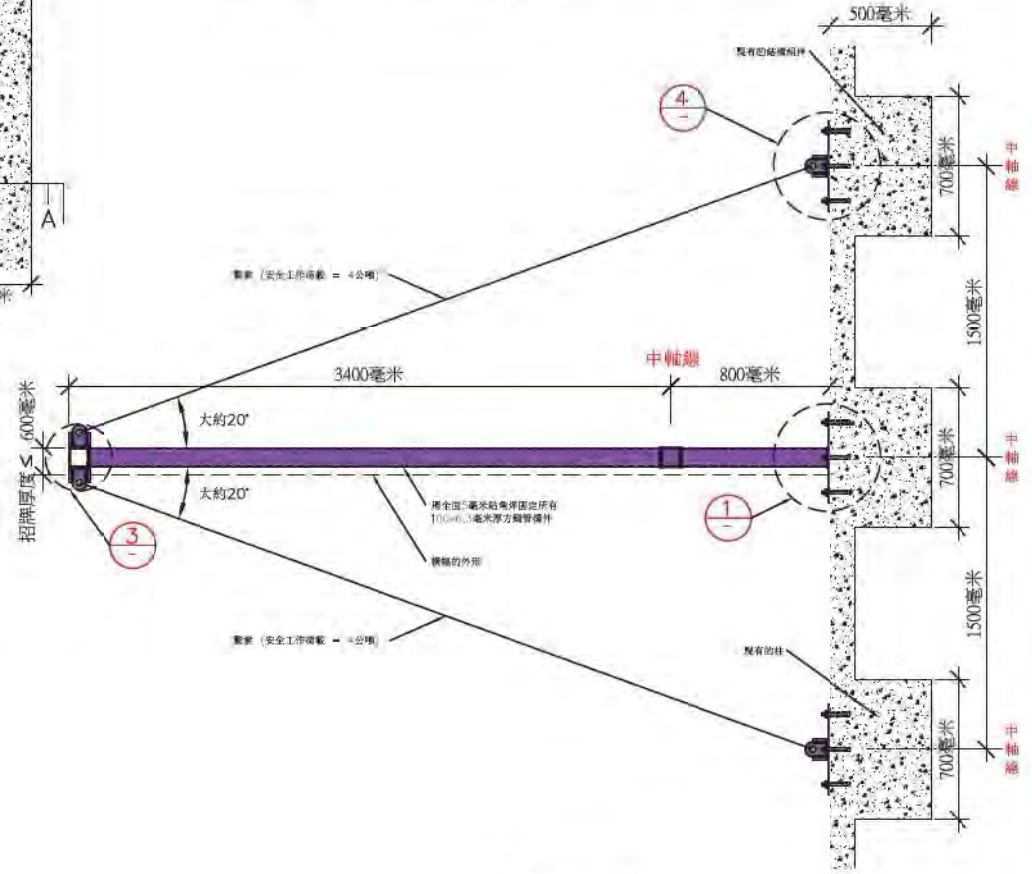 500毫米
現有的結構組件
4
-
700毫米
中軸線
A
米
繫索 (安全工作荷載 = 4公噸)
1500毫米
中軸線
3400毫米
800毫米
招牌厚度≤ 600毫米
大約20°
700毫米
中軸線
大約20°
用全面5毫米貼角焊固定所有
100×6.3毫米厚方鋼管構件
1
-
3
-
橫幅的外形
1500毫米
繫索 (安全工作荷載 = 4公噸)
現有的柱
700毫米
中軸線